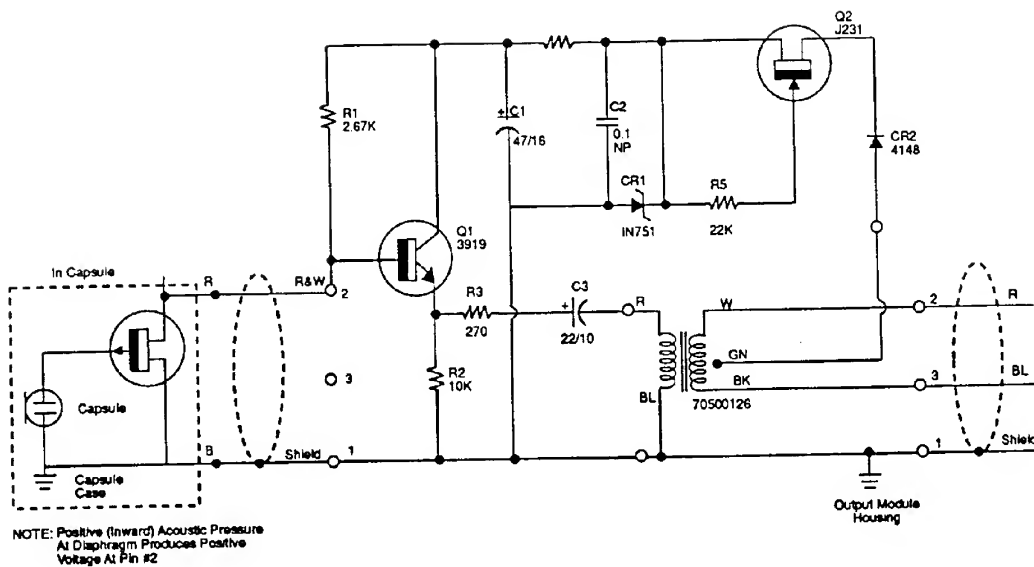 Q2
J231
R1
2.67K
+ C1
47/16
C2
0.1
NP
CR2
4148
CR1
IN751
R5
22K
Q1
3919
In Capsule
R
R&W
2
R3
270
+ C3
22/10
R
W
2
R
GN
Capsule
3
R2
10K
BL
BK
70500126
3
BL
B
Shield
1
1
Shield
Capsule
Case
Output Module
Housing
NOTE: Positive (Inward) Acoustic Pressure
At Diaphragm Produces Positive
Voltage At Pin #2